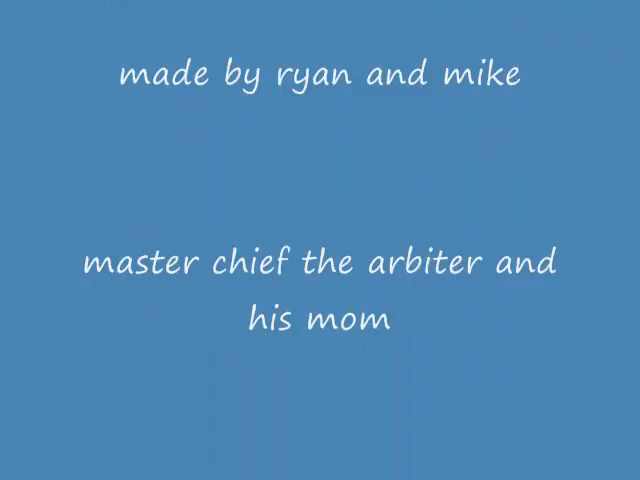 made by ryan and mike
master chief the arbiter and
his mom